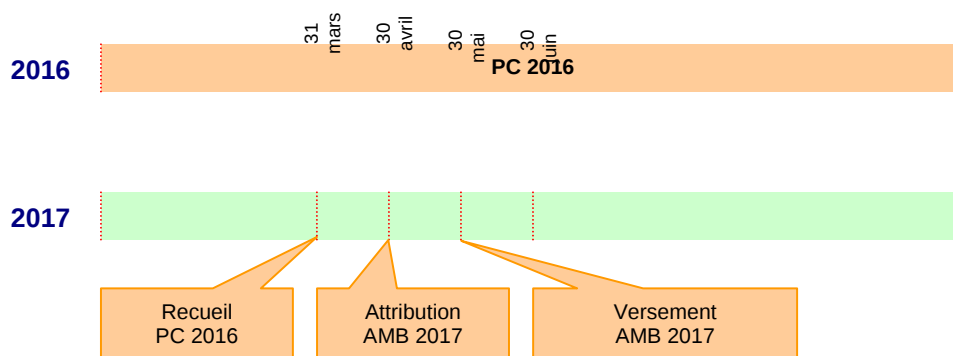 31 mars
30 avril
30 mai
30 juin
2016
PC 2016
2017
Recueil
PC 2016
Attribution
AMB 2017
Versement
AMB 2017